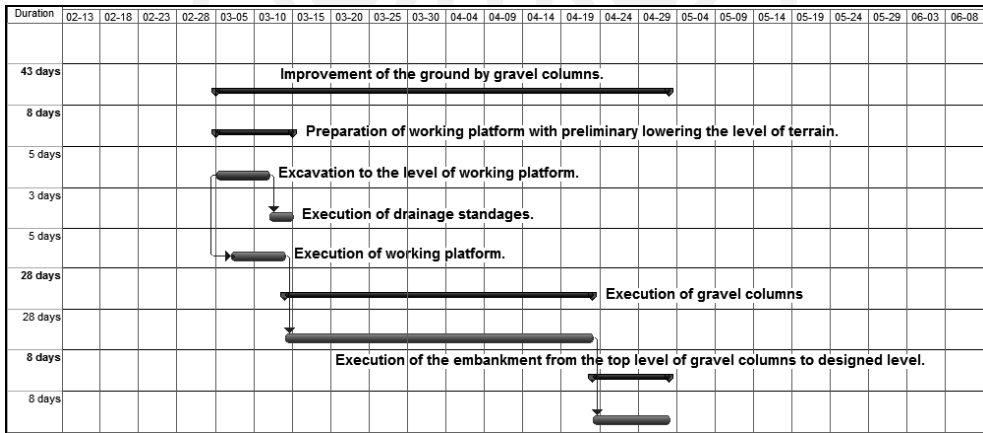 Duration 02-13 02-18 02-23 02-28 03-05 03-10 03-15 03-20 03-25 03-30 04-04 04-09 04-14 04-19 04-24 04-29 05-04 05-09 05-14 05-19 05-24 05-29 06-03 06-08
43 days
Improvement of the ground by gravel columns.
8 days
Preparation of working platform with preliminary lowering the level of terrain.
5 days
Excavation to the level of working platform.
3 days
Execution of drainage standages.
5 days
Execution of working platform.
28 days
Execution of gravel columns
28 days
8 days
Execution of the embankment from the top level of gravel columns to designed level.
8 days